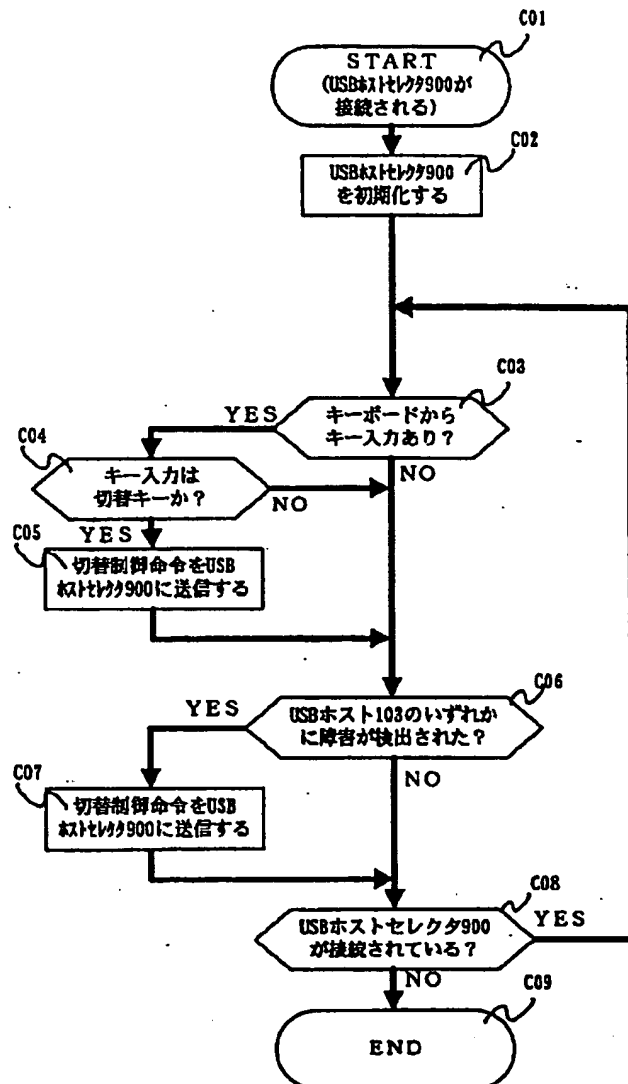 C01
START
(USBホストセレクタ900が
接続される)
C02
USBホストセレクタ900
を初期化する
C03
キーボードから
キー入力あり?
YES
NO
C04
キー入力は
切替キーか?
NO
YES
C05
切替制御命令をUSB
ホストセレクタ900に送信する
C06
USBホスト103のいずれか
に障害が検出された?
YES
NO
C07
切替制御命令をUSB
ホストセレクタ900に送信する
C08
USBホストセレクタ900
が接続されている?
YES
NO
C09
END